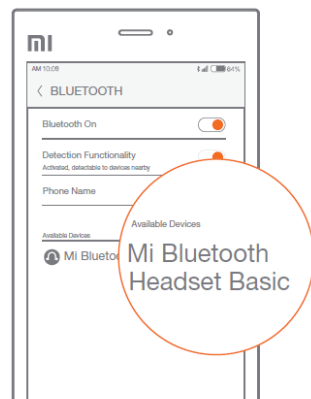 mi
AM 10:09
64%
< BLUETOOTH
Bluetooth On
Detection Functionality
Activated, detectable to devices nearby
Phone Name
Available Devices
Mi Bluetoo
Available Devices
Mi Bluetooth
Headset Basic